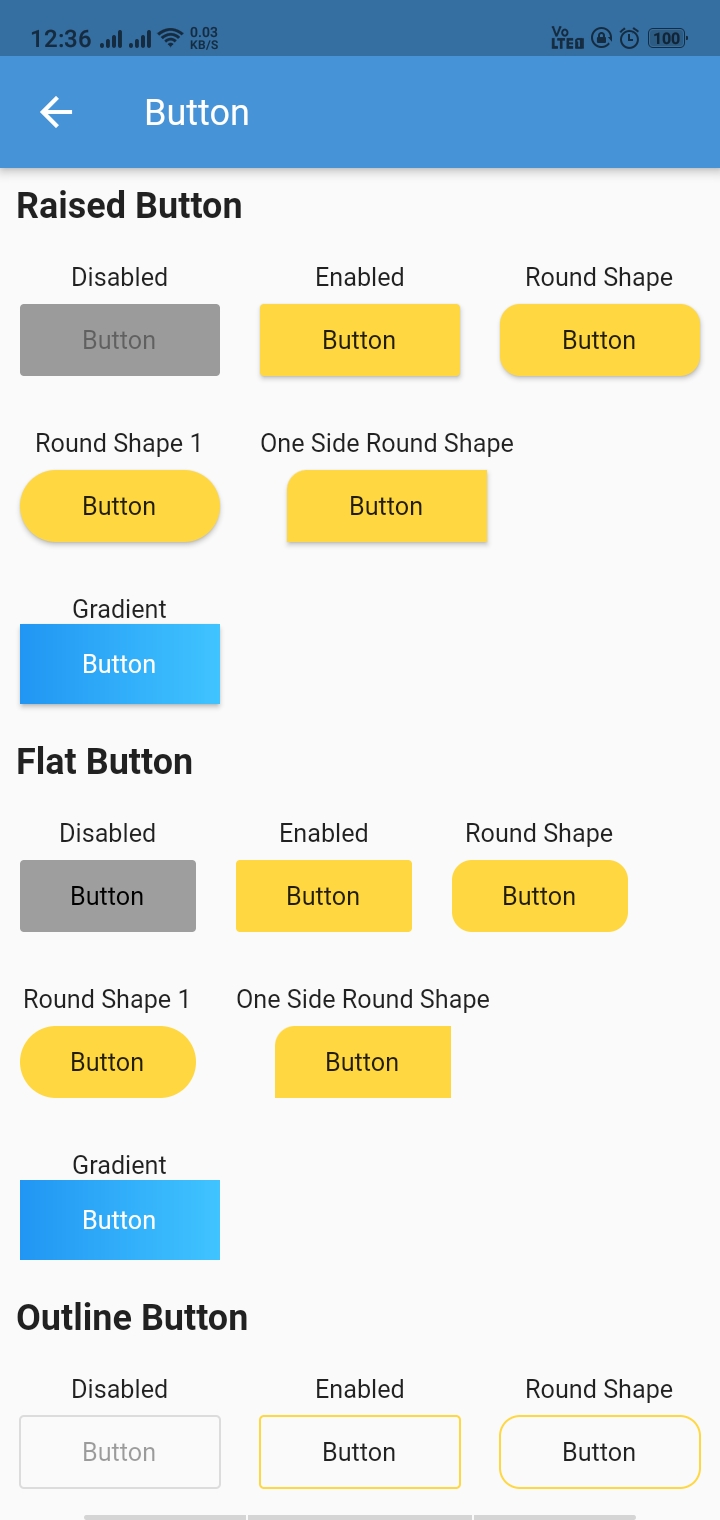 12:36 0.03 KB/S Vo LTE 100
Button
Raised Button
Disabled Enabled Round Shape
Button Button Button
Round Shape 1 One Side Round Shape
Button Button
Gradient
Button
Flat Button
Disabled Enabled Round Shape
Button Button Button
Round Shape 1 One Side Round Shape
Button Button
Gradient
Button
Outline Button
Disabled Enabled Round Shape
Button Button Button